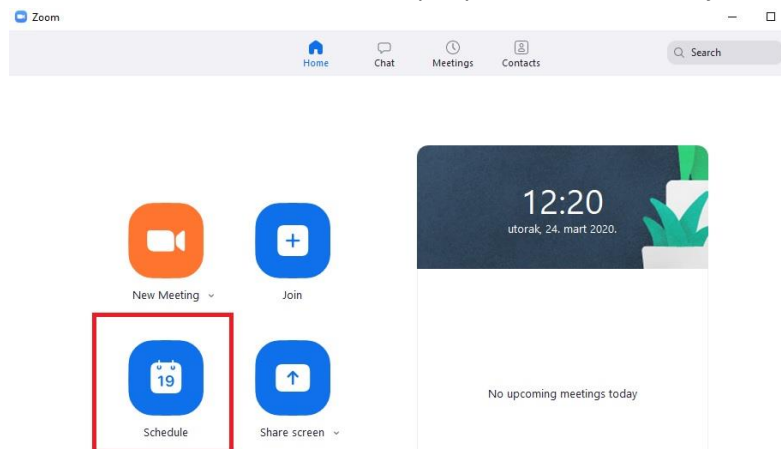 Zoom
Home Chat Meetings Contacts Search
12:20
utorak, 24. mart 2020.
New Meeting Join
19
No upcoming meetings today
Schedule Share screen